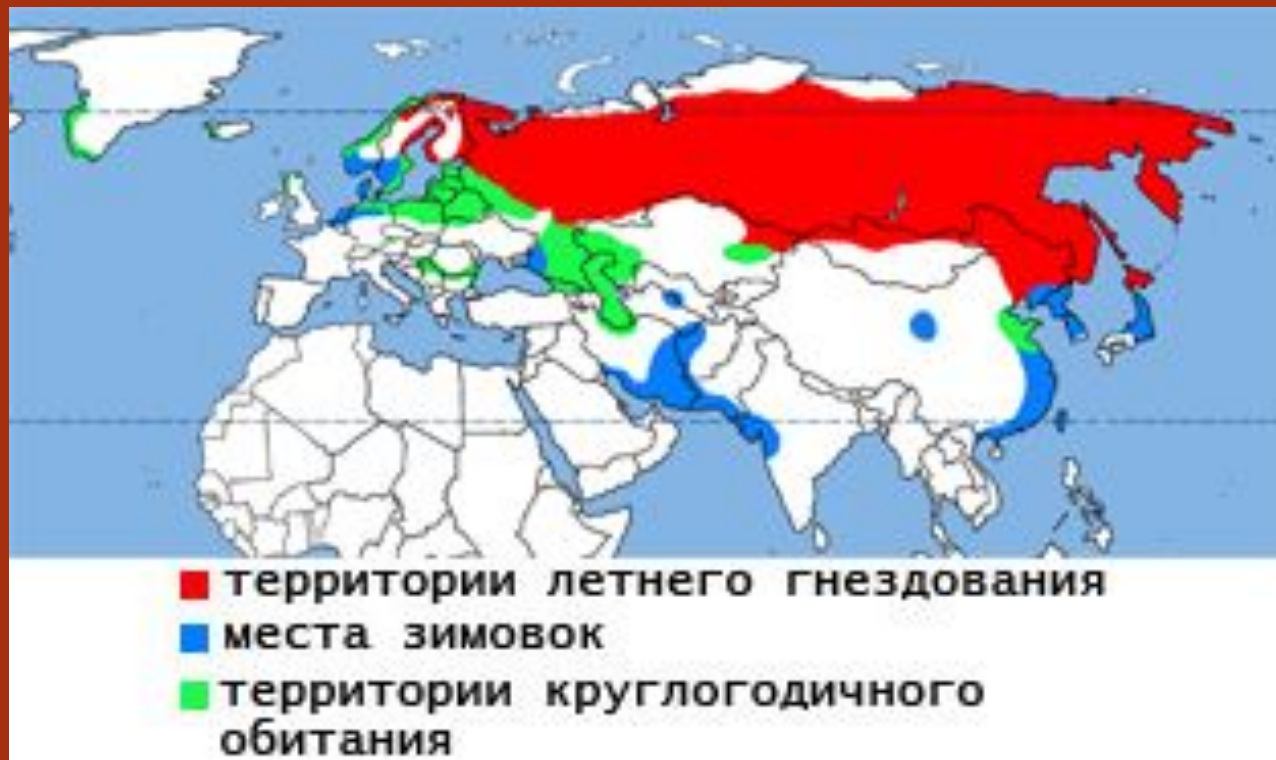 территории летнего гнездования
места зимовок
территории круглогодичного
обитания